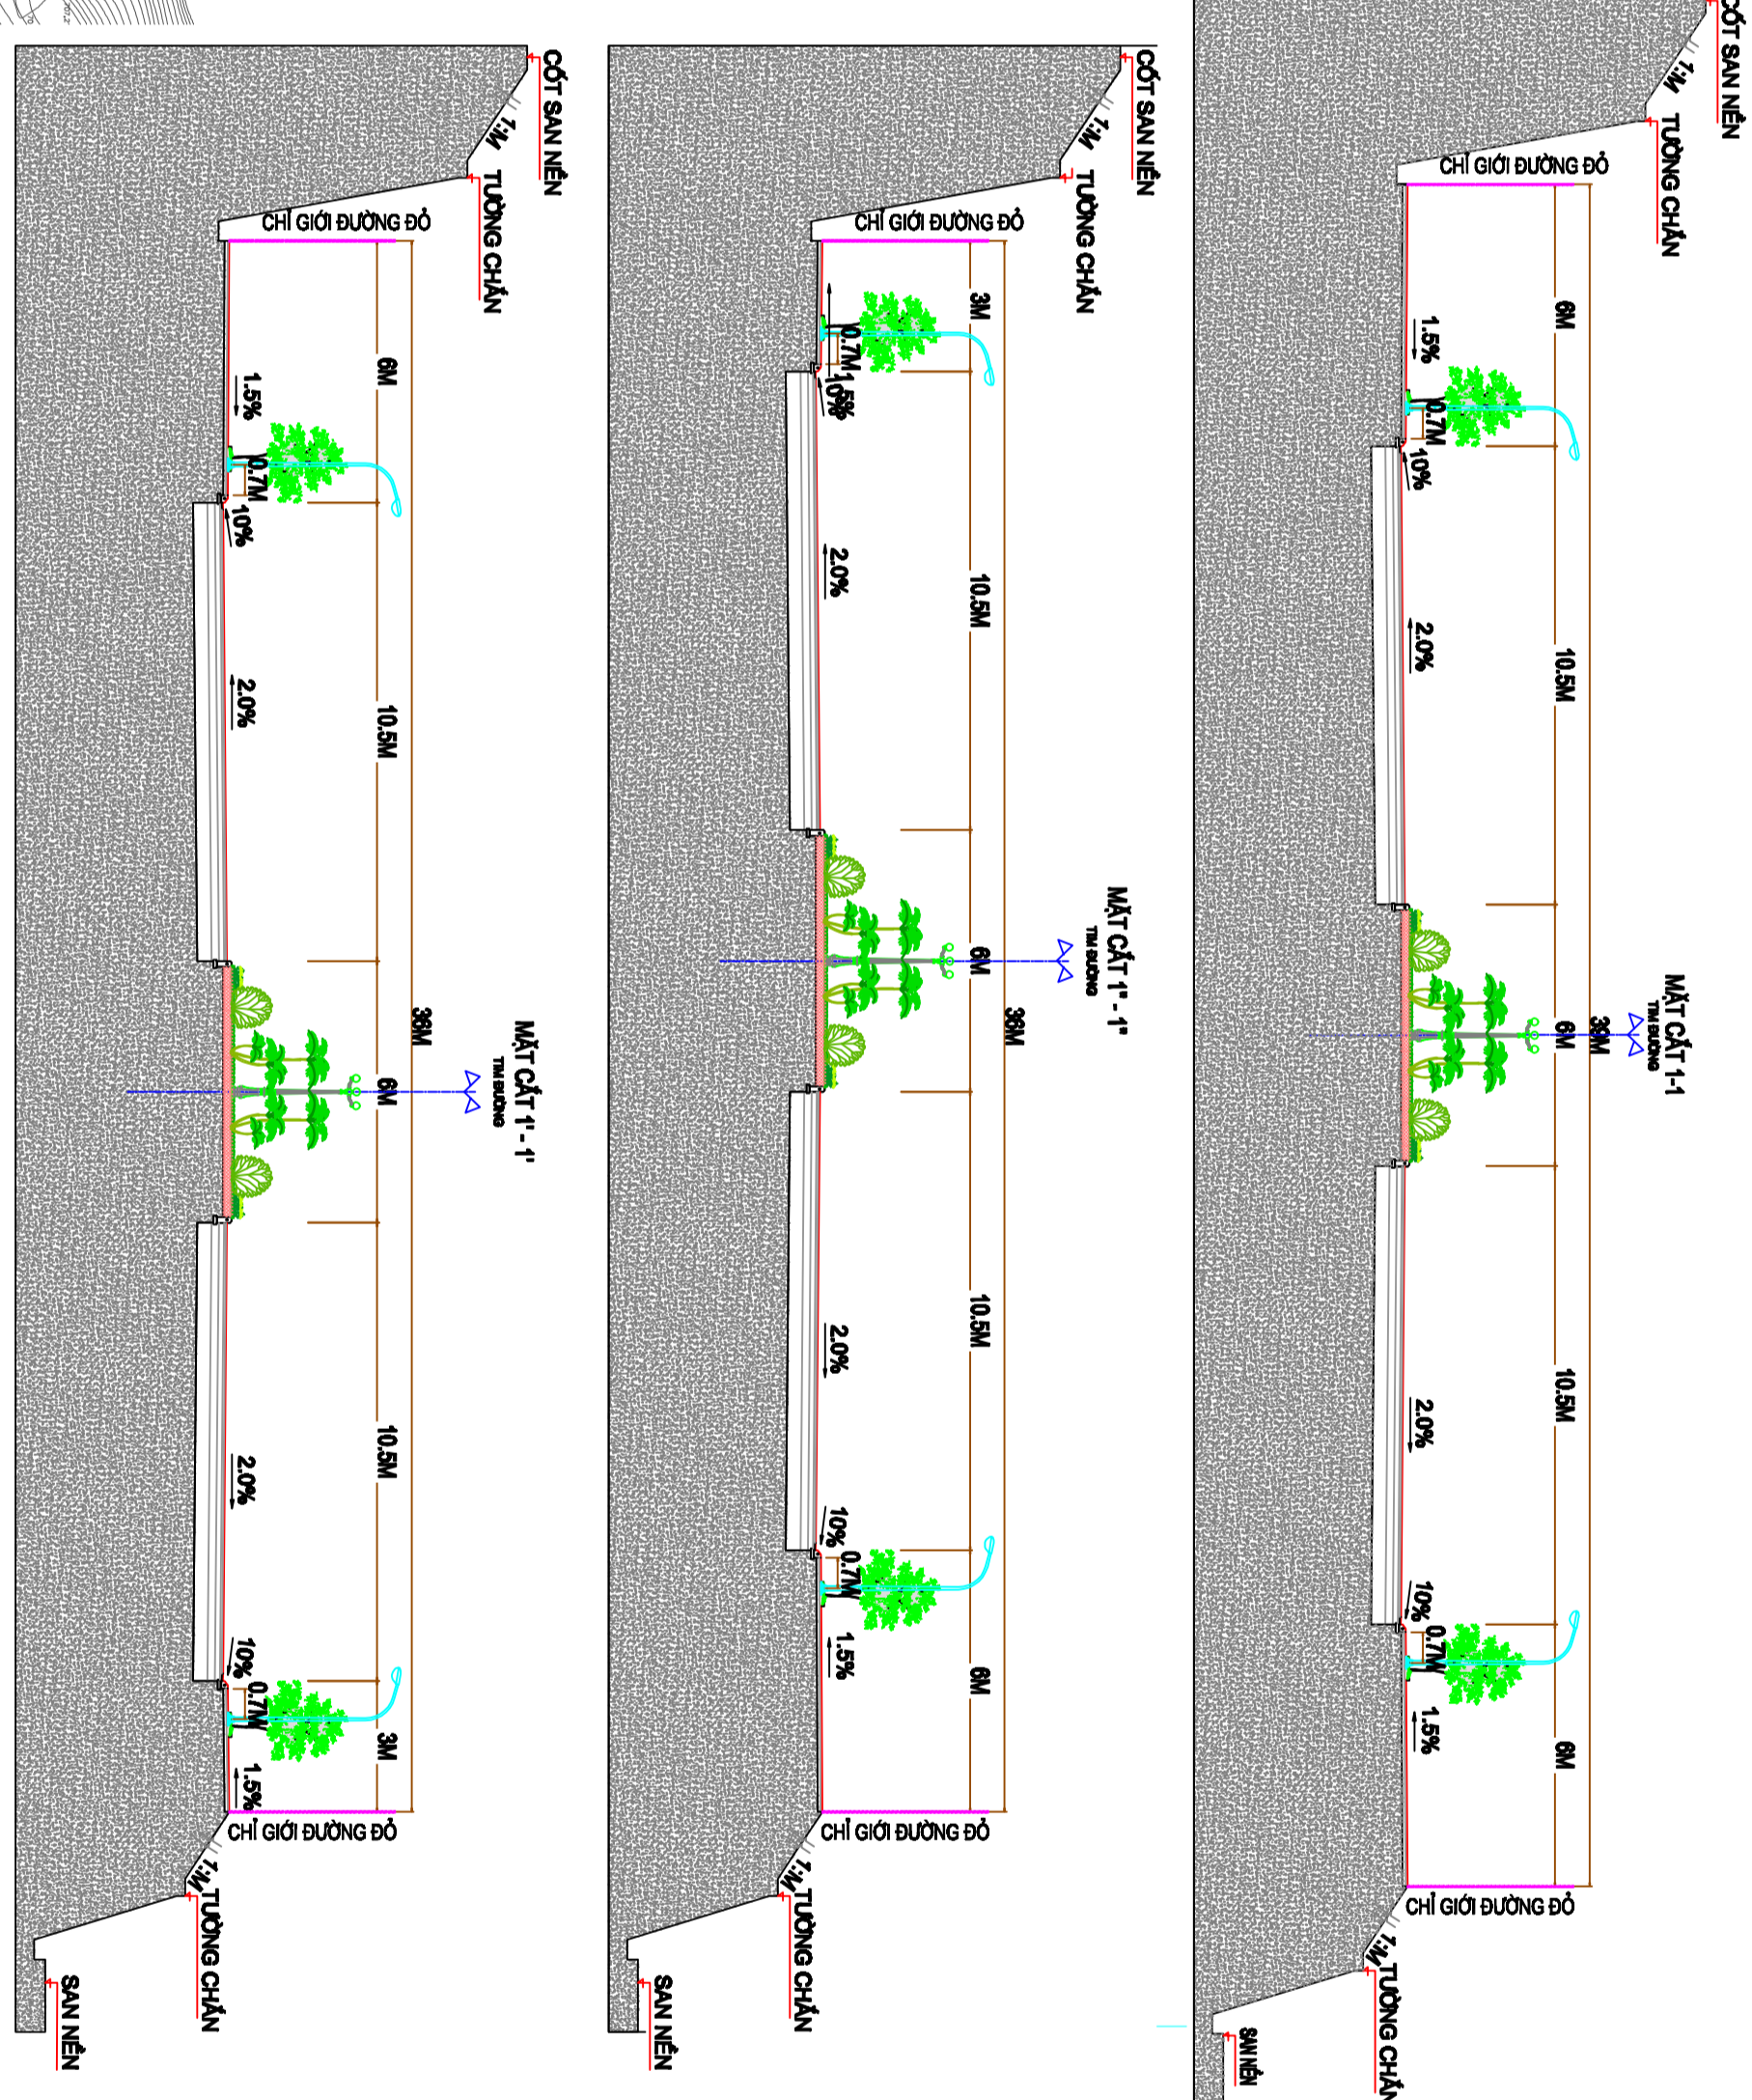 CỐT SAN NỀN
1:M
TƯỜNG CHẮN
CHỈ GIỚI ĐƯỜNG ĐỎ
6M
1.5%
0.7M
10%
10.5M
2.0%
MẶT CẮT 1-1
TIM ĐƯỜNG
39M
6M
10.5M
2.0%
10%
0.7M
1.5%
6M
CHỈ GIỚI ĐƯỜNG ĐỎ
1:M
TƯỜNG CHẮN
SAN NỀN
CỐT SAN NỀN
1:M
TƯỜNG CHẮN
CHỈ GIỚI ĐƯỜNG ĐỎ
3M
0.7M
1.5%
10%
10.5M
2.0%
MẶT CẮT 1" - 1"
TIM ĐƯỜNG
36M
6M
10.5M
2.0%
10%
0.7M
1.5%
6M
CHỈ GIỚI ĐƯỜNG ĐỎ
1:M
TƯỜNG CHẮN
SAN NỀN
CỐT SAN NỀN
1:M
TƯỜNG CHẮN
CHỈ GIỚI ĐƯỜNG ĐỎ
6M
1.5%
0.7M
10%
10.5M
2.0%
MẶT CẮT 1' - 1'
TIM ĐƯỜNG
36M
6M
10.5M
2.0%
10%
0.7M
1.5%
3M
CHỈ GIỚI ĐƯỜNG ĐỎ
1:M
TƯỜNG CHẮN
SAN NỀN